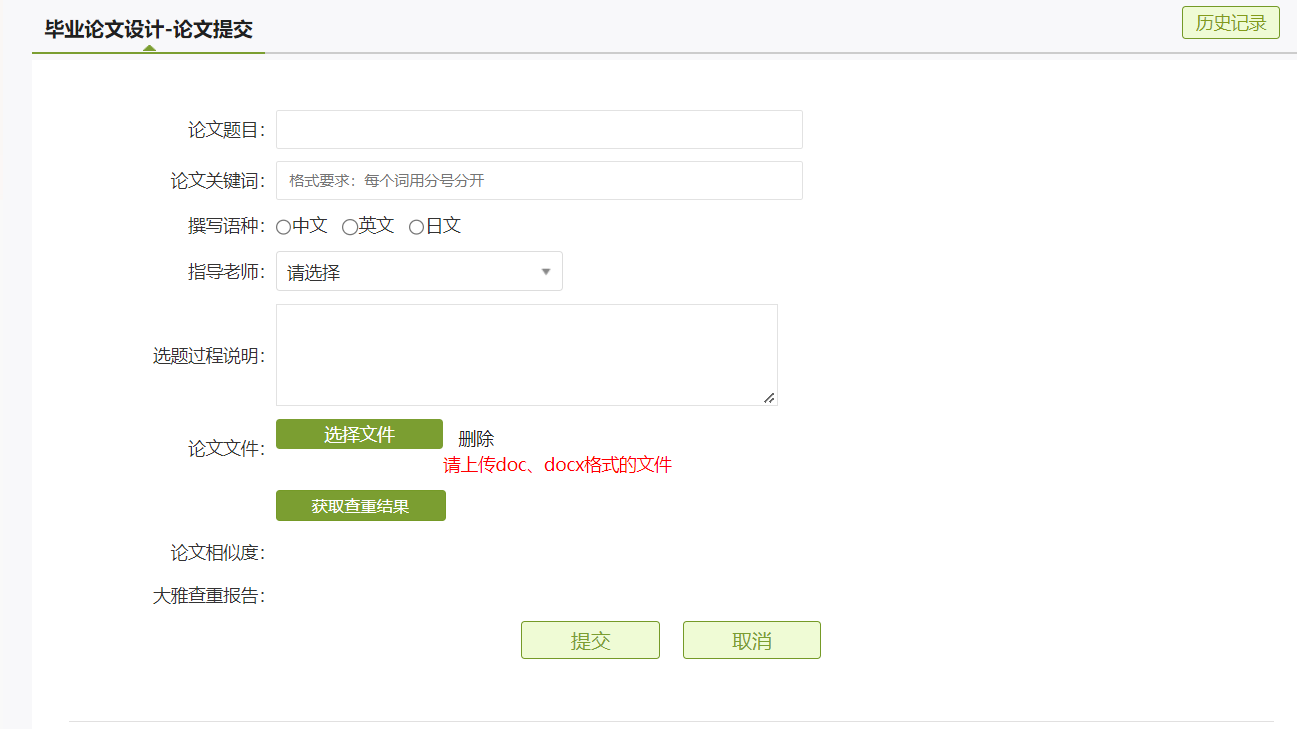 毕业论文设计-论文提交
历史记录
论文题目：
论文关键词： 格式要求：每个词用分号分开
撰写语种： 中文 英文 日文
指导老师： 请选择
选题过程说明：
论文文件： 选择文件 删除
请上传doc、docx格式的文件
获取查重结果
论文相似度：
大雅查重报告：
提交 取消